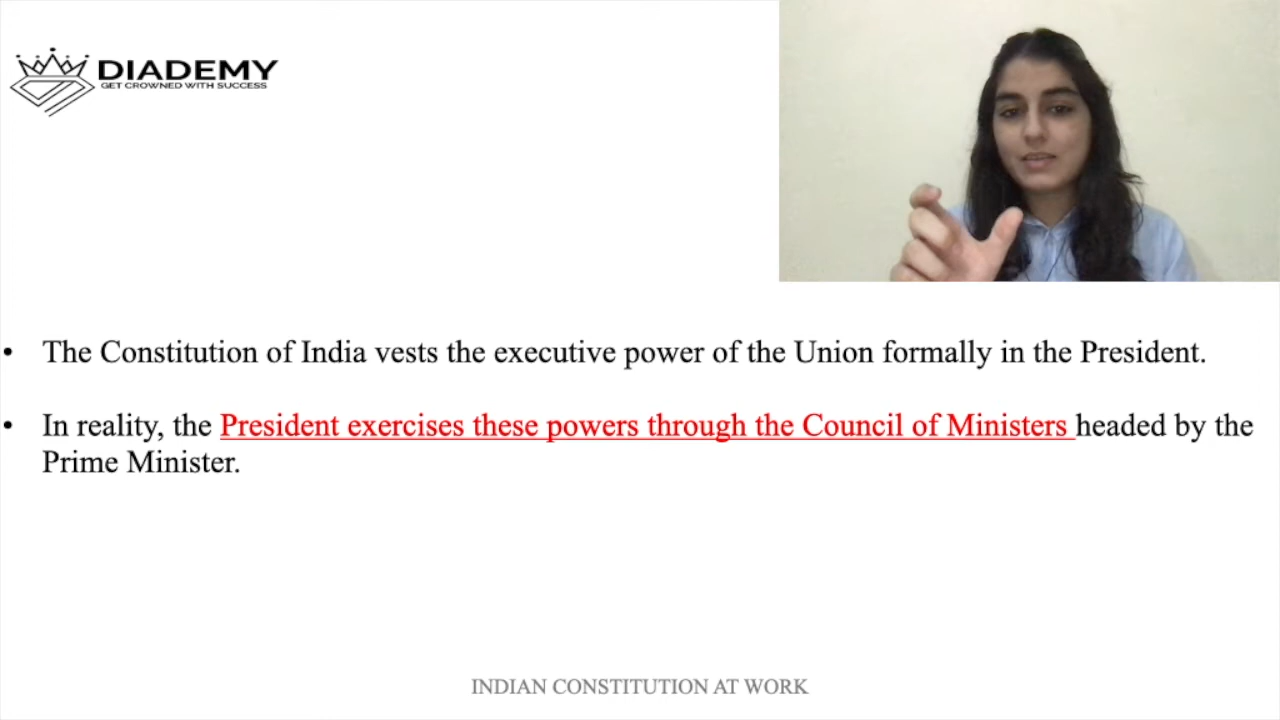 DIADEMY
GET CROWNED WITH SUCCESS
• The Constitution of India vests the executive power of the Union formally in the President.
• In reality, the President exercises these powers through the Council of Ministers headed by the
Prime Minister.
INDIAN CONSTITUTION AT WORK